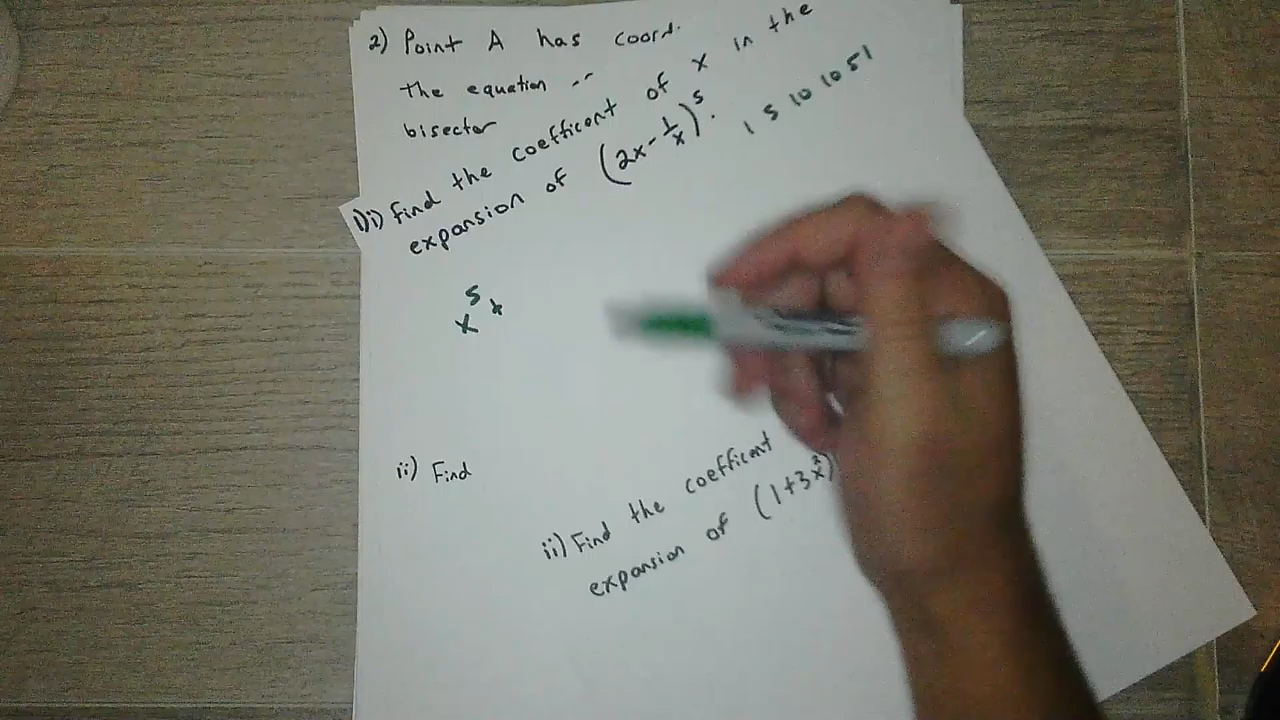 2) Point A has coord.
the equation --
bisector
1)i) Find the coefficent of x in the
expansion of (2x - 1/x)^5.
1 5 10 10 5 1
x^5 +
ii) Find
ii) Find the coefficent
expansion of (1+3x^2)